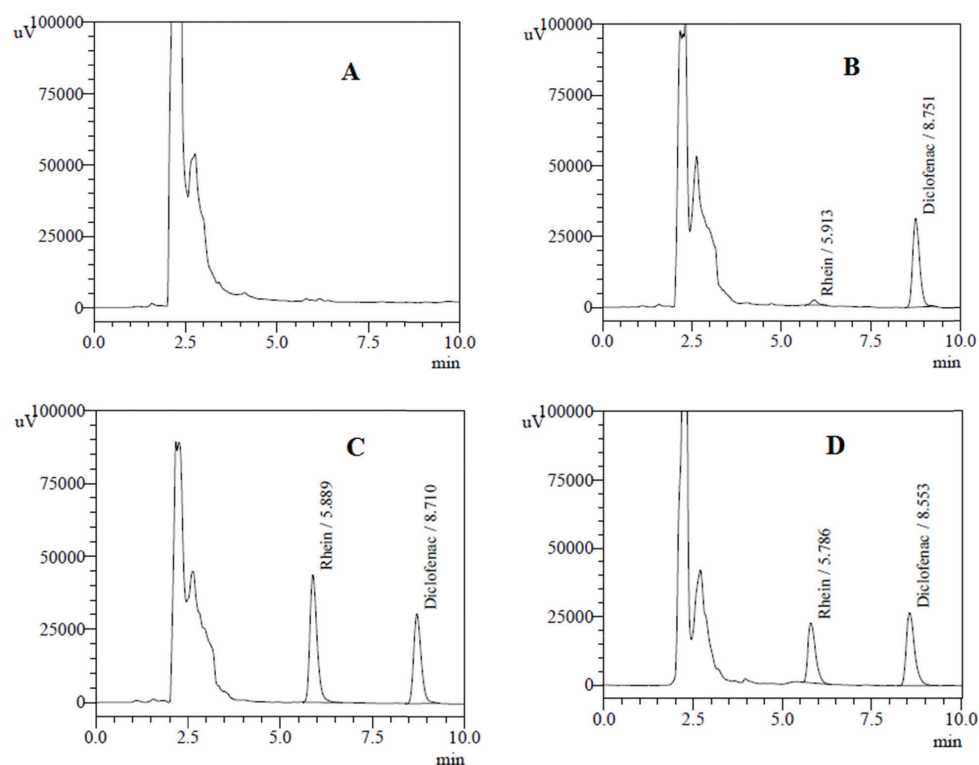 100000
uV
A
75000
50000
25000
0
0.0 2.5 5.0 7.5 10.0
min
100000
uV
B
75000
50000
25000
0
Rhein / 5.913
Diclofenac / 8.751
0.0 2.5 5.0 7.5 10.0
min
100000
uV
C
75000
50000
25000
0
Rhein / 5.889
Diclofenac / 8.710
0.0 2.5 5.0 7.5 10.0
min
100000
uV
D
75000
50000
25000
0
Rhein / 5.786
Diclofenac / 8.553
0.0 2.5 5.0 7.5 10.0
min